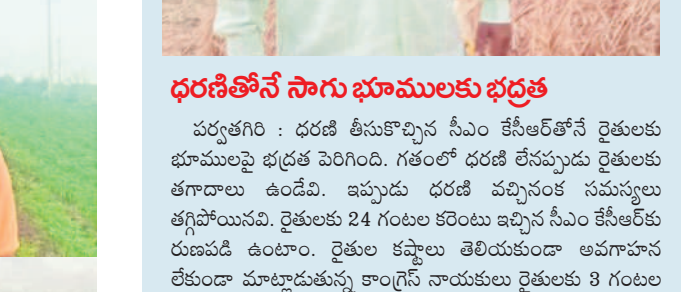 ధరణితోనే సాగు భూములకు భద్రత
పర్వతగిరి : ధరణి తీసుకొచ్చిన సీఎం కేసీఆర్‌తోనే రైతులకు
భూములపై భద్రత పెరిగింది. గతంలో ధరణి లేనప్పుడు రైతులకు
తగాదాలు ఉండేవి. ఇప్పుడు ధరణి వచ్చినంక సమస్యలు
తగ్గిపోయినవి. రైతులకు 24 గంటల కరెంటు ఇచ్చిన సీఎం కేసీఆర్‌కు
రుణపడి ఉంటాం. రైతుల కష్టాలు తెలియకుండా అవగాహన
లేకుండా మాట్లాడుతున్న కాంగ్రెస్ నాయకులు రైతులకు 3 గంటల